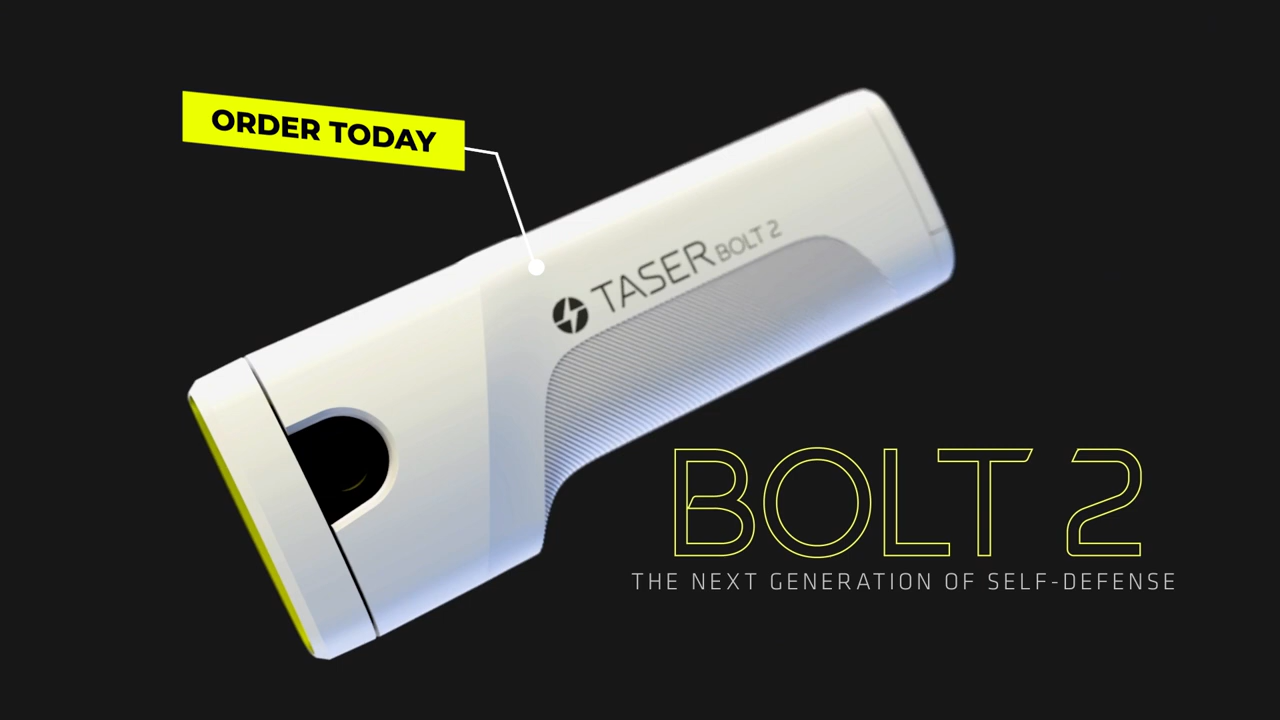 ORDER TODAY
TASER BOLT 2
BOLT 2
THE NEXT GENERATION OF SELF-DEFENSE